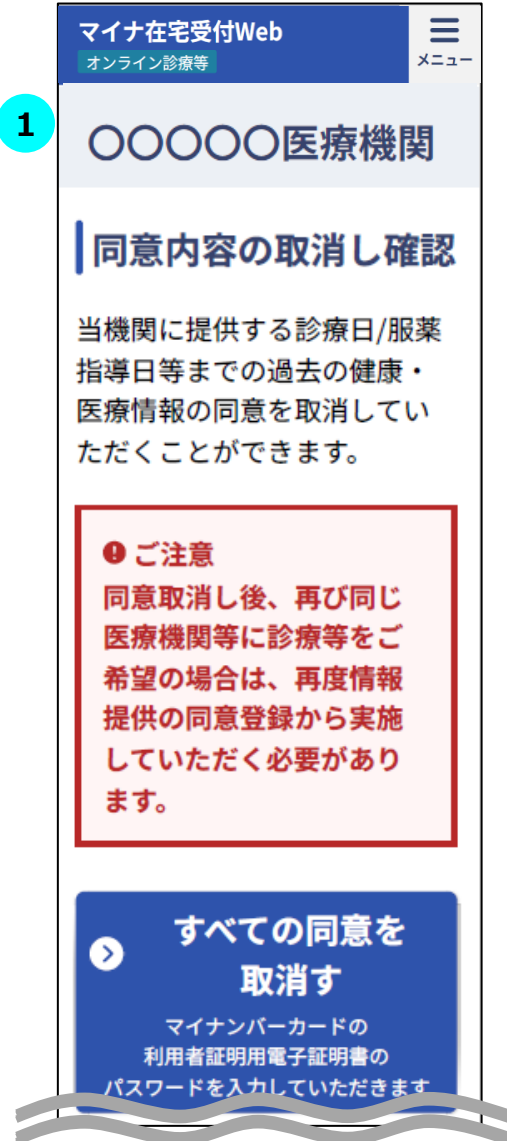 マイナ在宅受付Web
オンライン診療等
メニュー
1
〇〇〇〇〇医療機関
同意内容の取消し確認
当機関に提供する診療日/服薬
指導日等までの過去の健康・
医療情報の同意を取消してい
ただくことができます。
ご注意
同意取消し後、再び同じ
医療機関等に診療等をご
希望の場合は、再度情報
提供の同意登録から実施
していただく必要があり
ます。
すべての同意を
取消す
マイナンバーカードの
利用者証明用電子証明書の
パスワードを入力していただきます